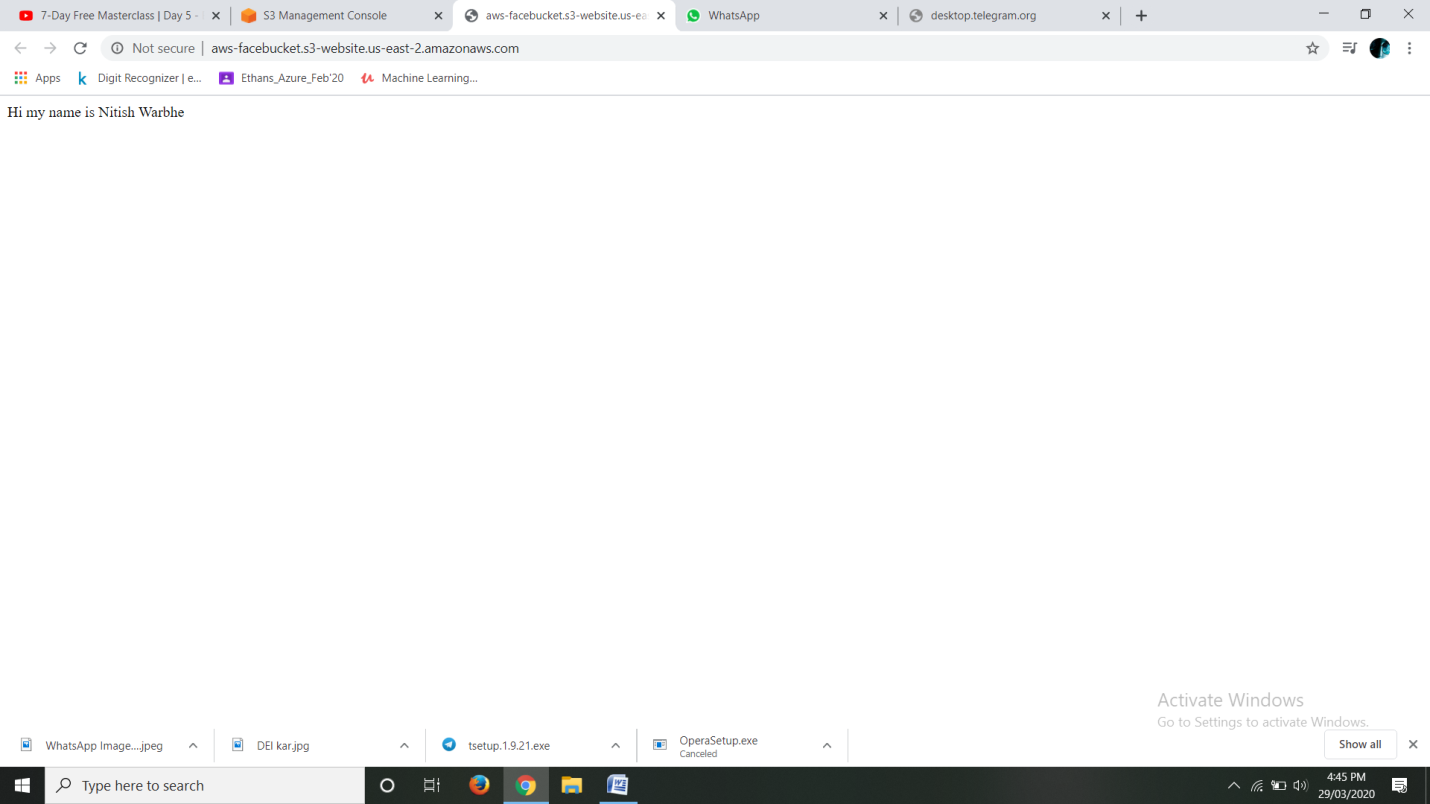 7-Day Free Masterclass | Day 5 -
S3 Management Console
aws-facebucket.s3-website.us-ea
WhatsApp
desktop.telegram.org
Not secure
aws-facebucket.s3-website.us-east-2.amazonaws.com
Apps
Digit Recognizer | e...
Ethans_Azure_Feb'20
Machine Learning...
Hi my name is Nitish Warbhe
Activate Windows
Go to Settings to activate Windows.
WhatsApp Image....jpeg
DEI kar.jpg
tsetup.1.9.21.exe
OperaSetup.exe
Canceled
Show all
Type here to search
4:45 PM
29/03/2020